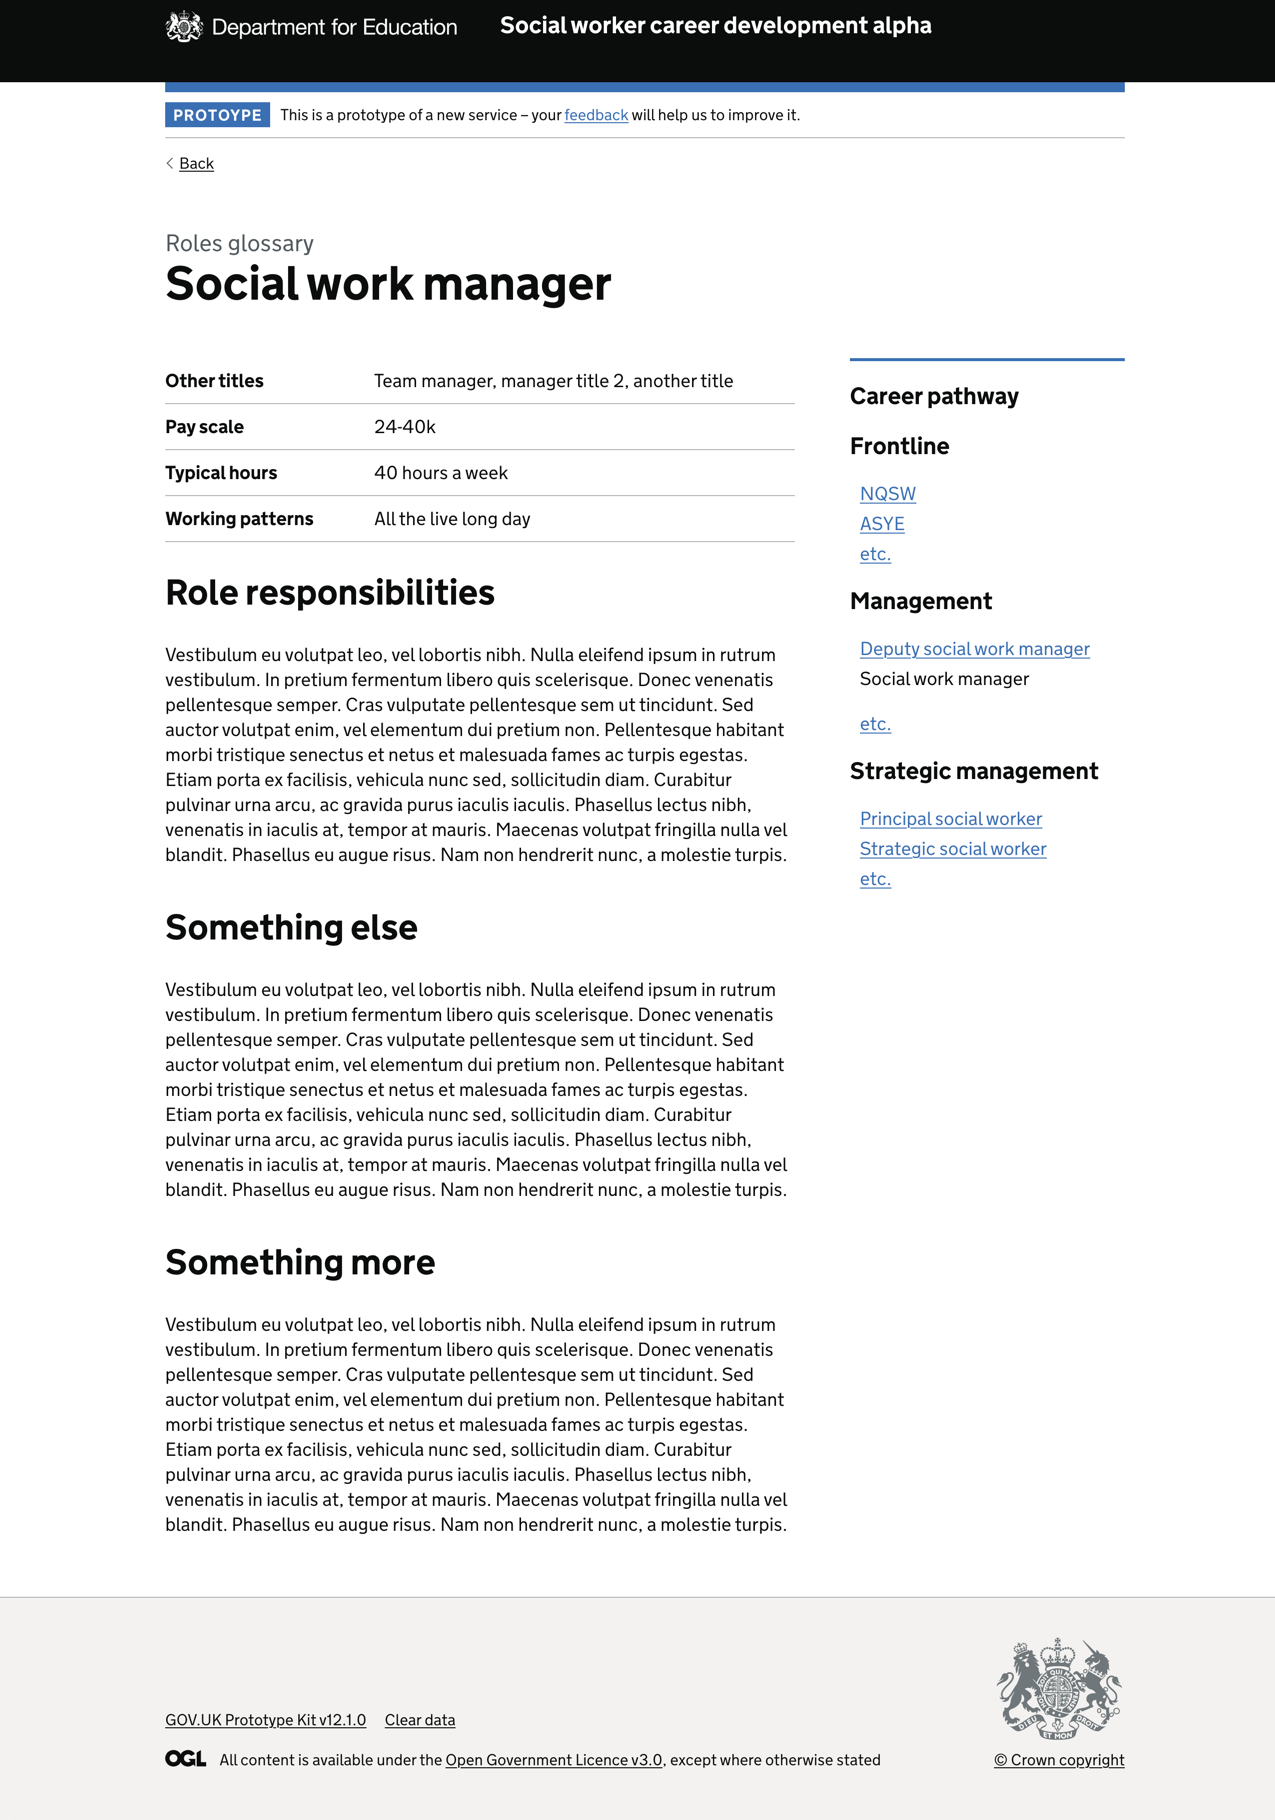 Department for Education
Social worker career development alpha
PROTOYPE
This is a prototype of a new service – your feedback will help us to improve it.
Back
Roles glossary
Social work manager
Other titles Team manager, manager title 2, another title
Pay scale 24-40k
Typical hours 40 hours a week
Working patterns All the live long day
Role responsibilities
Vestibulum eu volutpat leo, vel lobortis nibh. Nulla eleifend ipsum in rutrum
vestibulum. In pretium fermentum libero quis scelerisque. Donec venenatis
pellentesque semper. Cras vulputate pellentesque sem ut tincidunt. Sed
auctor volutpat enim, vel elementum dui pretium non. Pellentesque habitant
morbi tristique senectus et netus et malesuada fames ac turpis egestas.
Etiam porta ex facilisis, vehicula nunc sed, sollicitudin diam. Curabitur
pulvinar urna arcu, ac gravida purus iaculis iaculis. Phasellus lectus nibh,
venenatis in iaculis at, tempor at mauris. Maecenas volutpat fringilla nulla vel
blandit. Phasellus eu augue risus. Nam non hendrerit nunc, a molestie turpis.
Something else
Vestibulum eu volutpat leo, vel lobortis nibh. Nulla eleifend ipsum in rutrum
vestibulum. In pretium fermentum libero quis scelerisque. Donec venenatis
pellentesque semper. Cras vulputate pellentesque sem ut tincidunt. Sed
auctor volutpat enim, vel elementum dui pretium non. Pellentesque habitant
morbi tristique senectus et netus et malesuada fames ac turpis egestas.
Etiam porta ex facilisis, vehicula nunc sed, sollicitudin diam. Curabitur
pulvinar urna arcu, ac gravida purus iaculis iaculis. Phasellus lectus nibh,
venenatis in iaculis at, tempor at mauris. Maecenas volutpat fringilla nulla vel
blandit. Phasellus eu augue risus. Nam non hendrerit nunc, a molestie turpis.
Something more
Vestibulum eu volutpat leo, vel lobortis nibh. Nulla eleifend ipsum in rutrum
vestibulum. In pretium fermentum libero quis scelerisque. Donec venenatis
pellentesque semper. Cras vulputate pellentesque sem ut tincidunt. Sed
auctor volutpat enim, vel elementum dui pretium non. Pellentesque habitant
morbi tristique senectus et netus et malesuada fames ac turpis egestas.
Etiam porta ex facilisis, vehicula nunc sed, sollicitudin diam. Curabitur
pulvinar urna arcu, ac gravida purus iaculis iaculis. Phasellus lectus nibh,
venenatis in iaculis at, tempor at mauris. Maecenas volutpat fringilla nulla vel
blandit. Phasellus eu augue risus. Nam non hendrerit nunc, a molestie turpis.
Career pathway
Frontline
NQSW
ASYE
etc.
Management
Deputy social work manager
Social work manager
etc.
Strategic management
Principal social worker
Strategic social worker
etc.
GOV.UK Prototype Kit v12.1.0 Clear data
OGL All content is available under the Open Government Licence v3.0, except where otherwise stated
DIEU ET MON DROIT
© Crown copyright